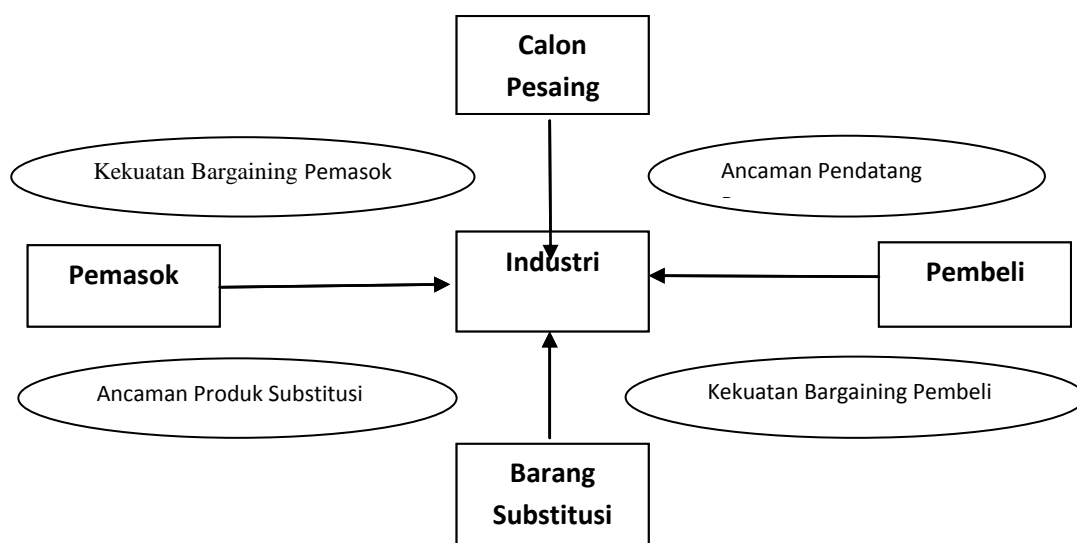 Calon
Pesaing
Kekuatan Bargaining Pemasok
Ancaman Pendatang
Pemasok
Industri
Pembeli
Ancaman Produk Substitusi
Kekuatan Bargaining Pembeli
Barang
Substitusi